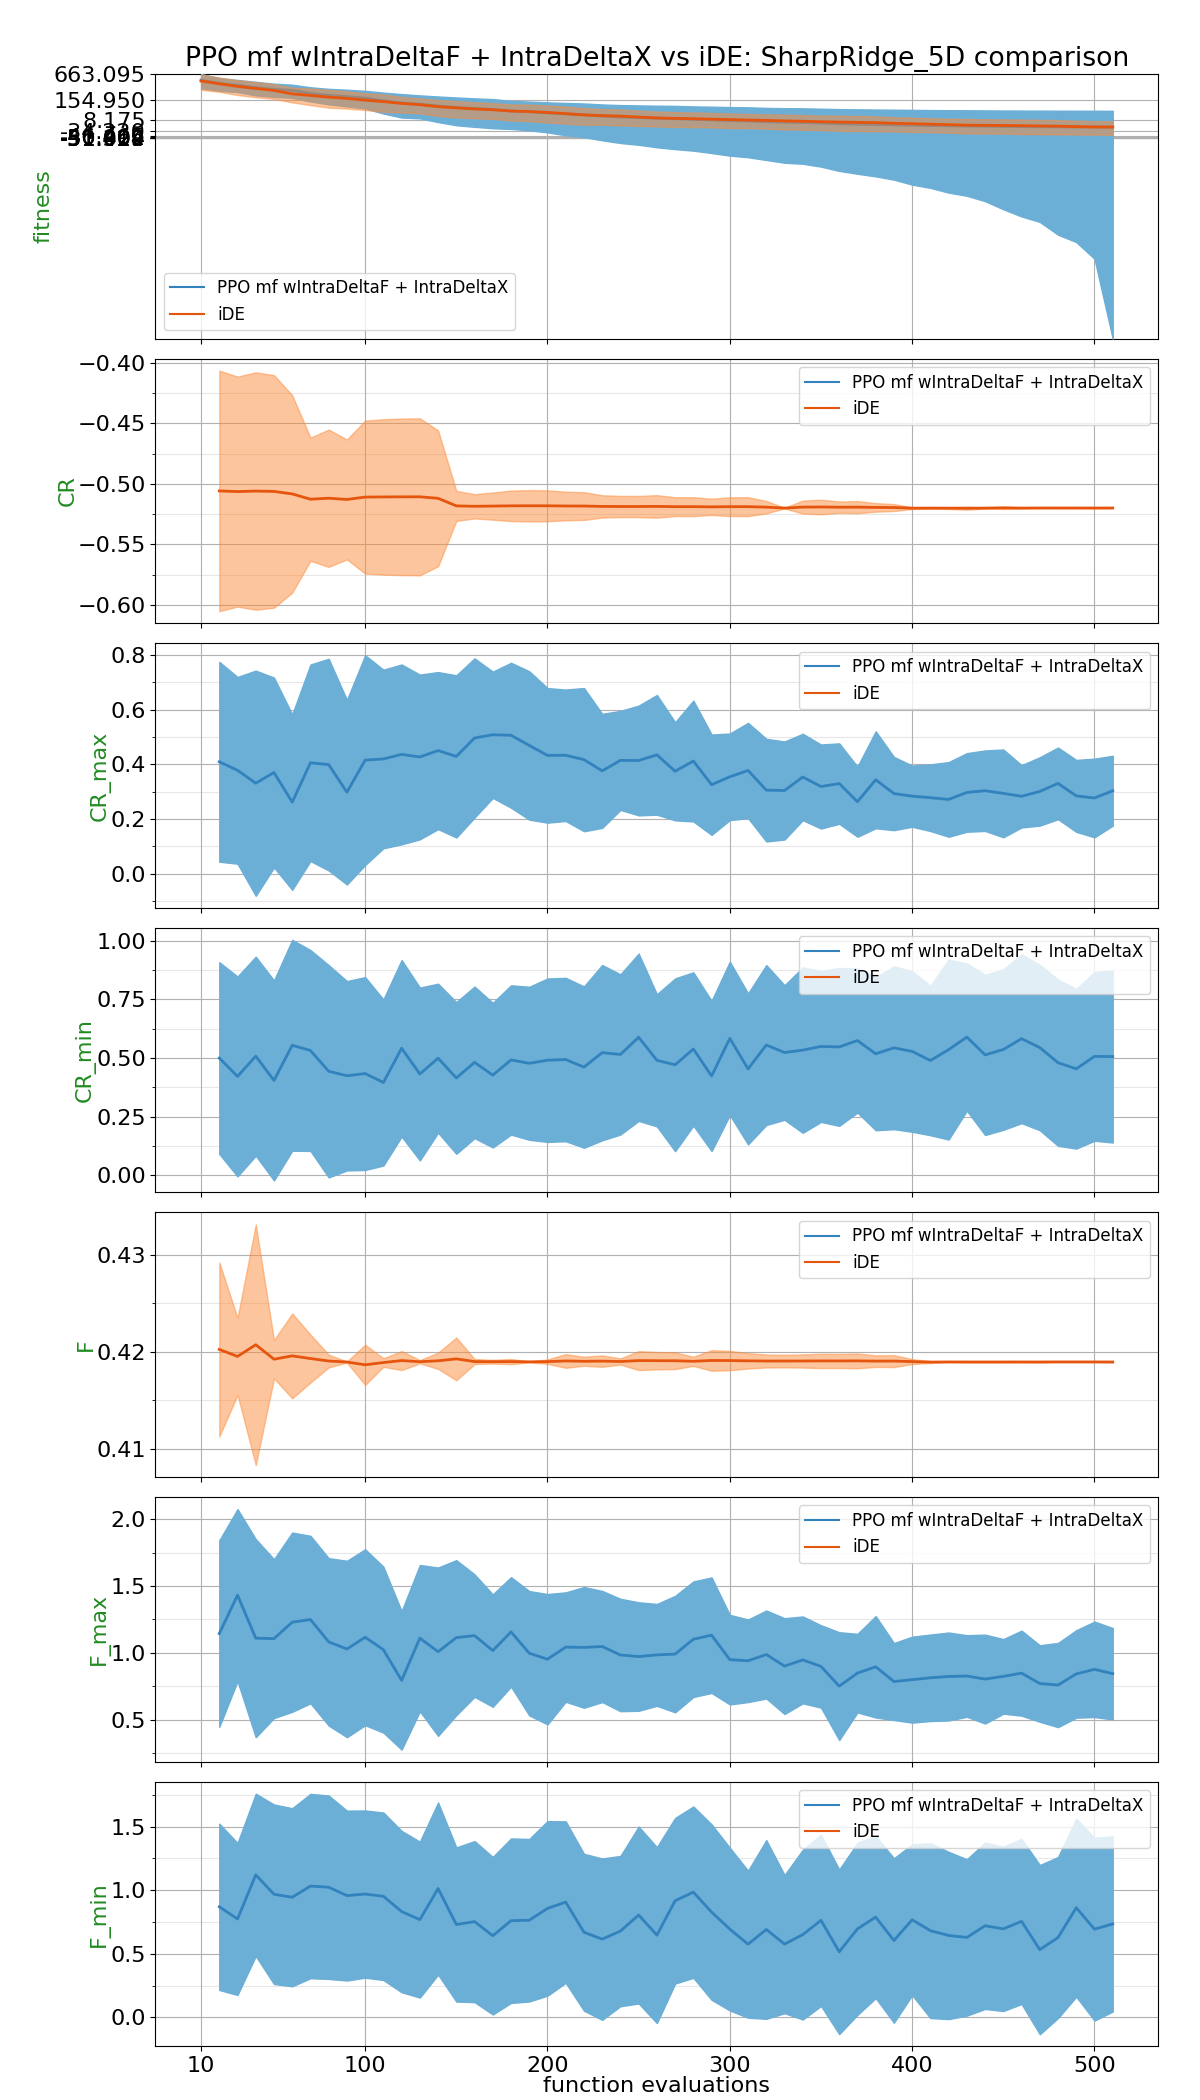 PPO mf wIntraDeltaF + IntraDeltaX vs iDE: SharpRidge_5D comparison
663.095
154.950
8.175
fitness
PPO mf wIntraDeltaF + IntraDeltaX
iDE
−0.40
−0.45
−0.50
−0.55
−0.60
CR
PPO mf wIntraDeltaF + IntraDeltaX
iDE
0.8
0.6
0.4
0.2
0.0
CR_max
PPO mf wIntraDeltaF + IntraDeltaX
iDE
1.00
0.75
0.50
0.25
0.00
CR_min
PPO mf wIntraDeltaF + IntraDeltaX
iDE
0.43
0.42
0.41
F
PPO mf wIntraDeltaF + IntraDeltaX
iDE
2.0
1.5
1.0
0.5
F_max
PPO mf wIntraDeltaF + IntraDeltaX
iDE
1.5
1.0
0.5
0.0
F_min
PPO mf wIntraDeltaF + IntraDeltaX
iDE
10 100 200 300 400 500
function evaluations